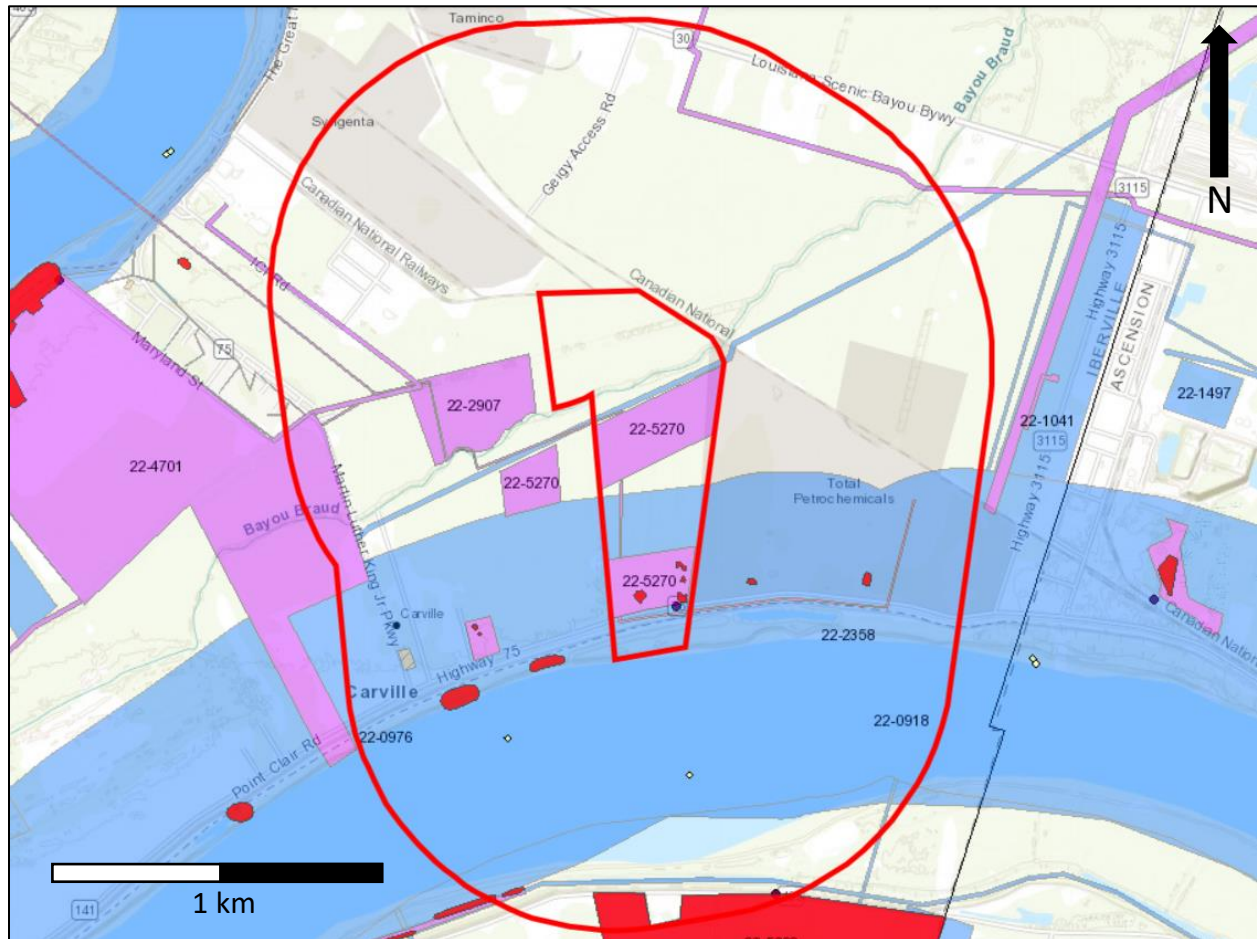 Taminco
30
The Great
Louisiana Scenic Bayou Bywy
Bayou Braud
Syngenta
Geigy Access Rd
N
3115
Canadian National Railways
ICI Rd
Canadian National
Highway 3115
IBERVILLE
ASCENSION
75
Maryland St
22-2907
22-5270
22-1041
22-1497
3115
22-4701
22-5270
Total
Petrochemicals
Highway 3115
Bayou Braud
Martin Luther King Jr Pkwy
22-5270
Carville
Highway 75
22-2358
Canadian Nationa
Carville
22-0976
22-0918
Point Clair Rd
1 km
141